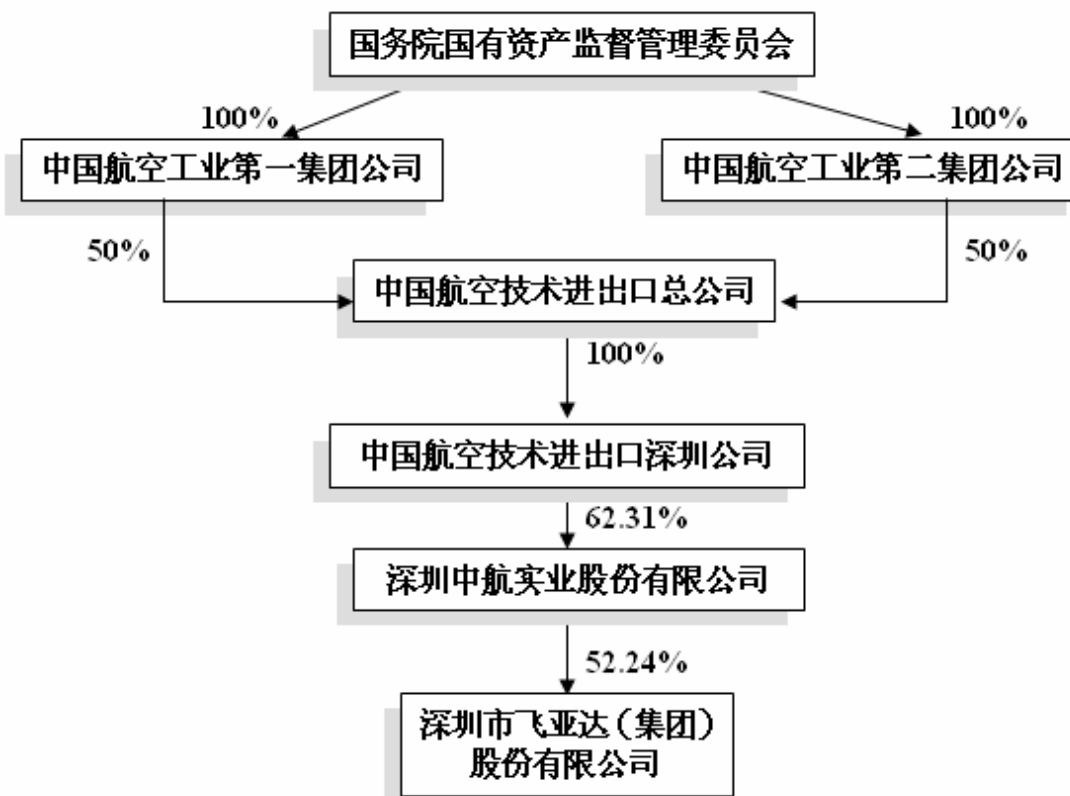 国务院国有资产监督管理委员会
100%
100%
中国航空工业第一集团公司
中国航空工业第二集团公司
50%
50%
中国航空技术进出口总公司
100%
中国航空技术进出口深圳公司
62.31%
深圳中航实业股份有限公司
52.24%
深圳市飞亚达（集团）
股份有限公司